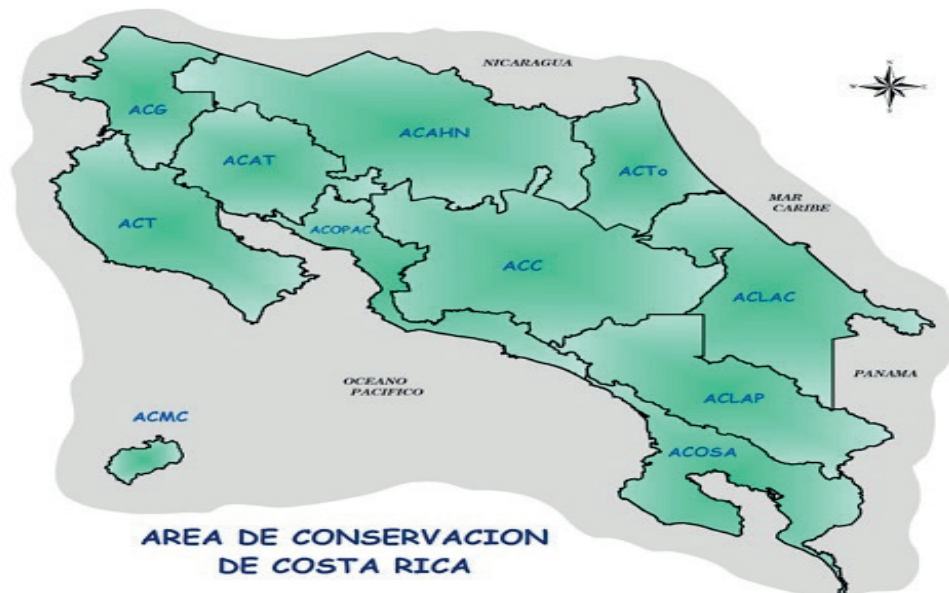 NICARAGUA
N
ACG
ACAHN
ACAT
ACTo
MAR
CARIBE
ACT
ACOPAC
ACC
ACLAC
OCEANO
PACIFICO
PANAMA
ACLAP
ACMC
ACOSA
AREA DE CONSERVACION
DE COSTA RICA